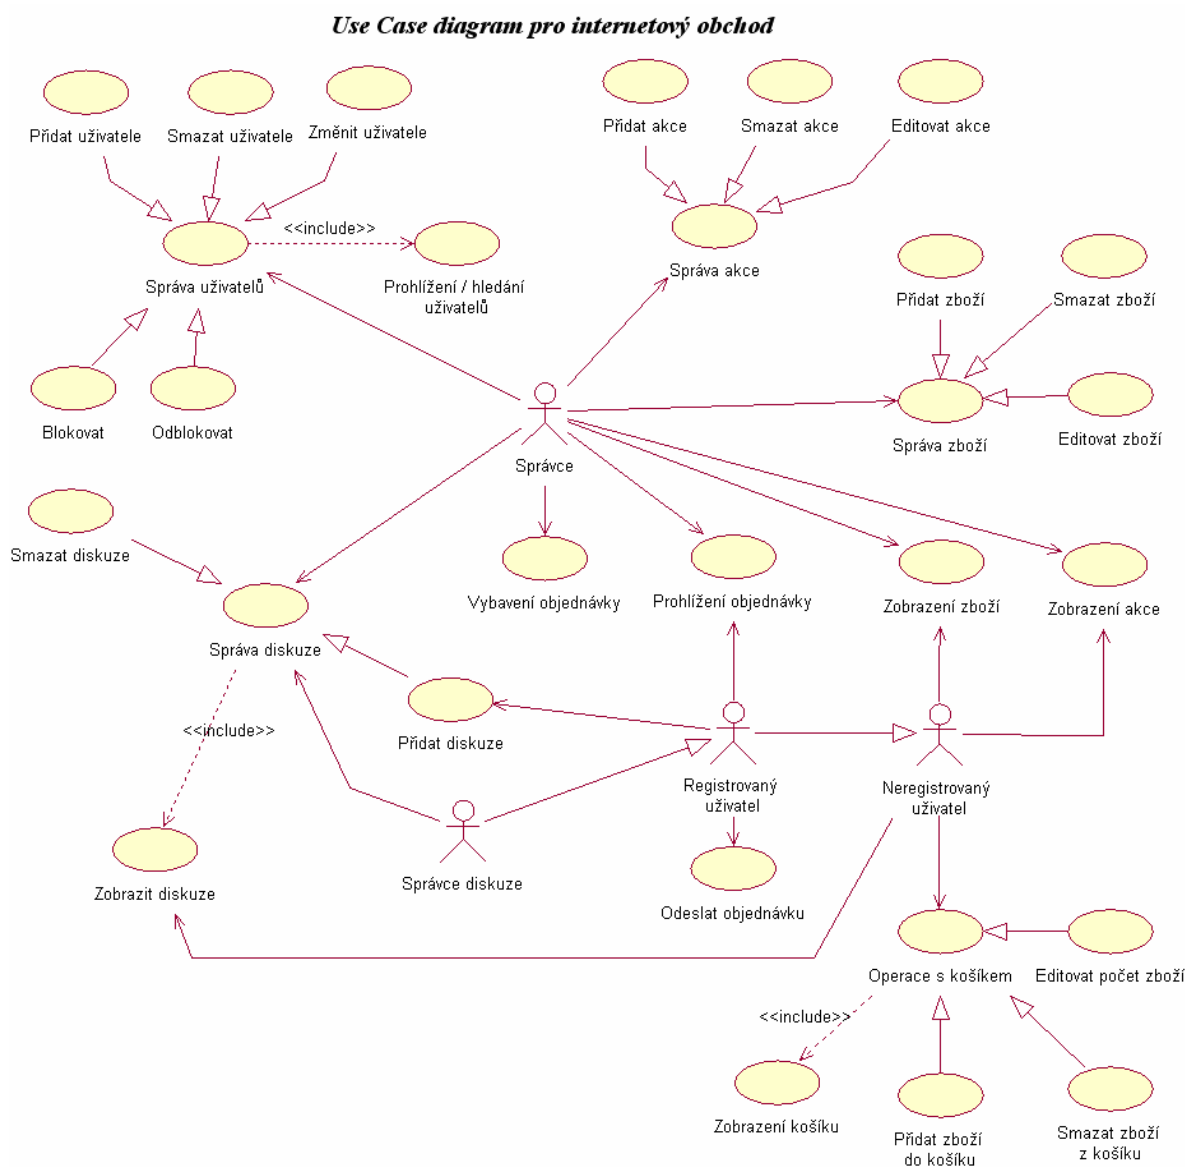 Use Case diagram pro internetový obchod
Přidat uživatele
Smazat uživatele
Změnit uživatele
Přidat akce
Smazat akce
Editovat akce
<<include>>
Správa uživatelů
Prohlížení / hledání
uživatelů
Správa akce
Přidat zboží
Smazat zboží
Blokovat
Odblokovat
Správa zboží
Editovat zboží
Správce
Smazat diskuze
Vybavení objednávky
Prohlížení objednávky
Zobrazení zboží
Zobrazení akce
Správa diskuze
<<include>>
Přidat diskuze
Registrovaný
uživatel
Neregistrovaný
uživatel
Správce diskuze
Zobrazit diskuze
Odeslat objednávku
Operace s košíkem
Editovat počet zboží
<<include>>
Zobrazení košíku
Přidat zboží
do košíku
Smazat zboží
z košíku